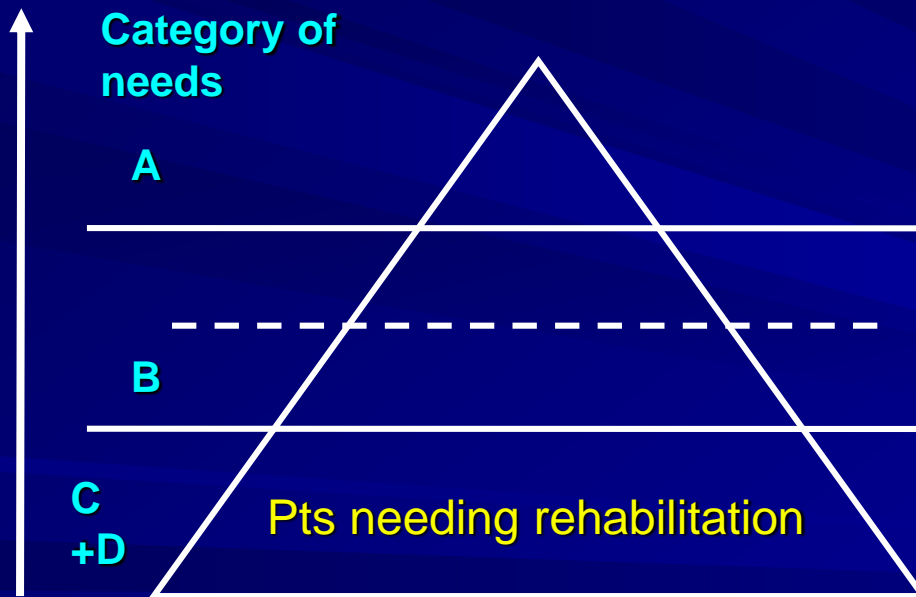 Category of
needs
A
B
C
+D
Pts needing rehabilitation